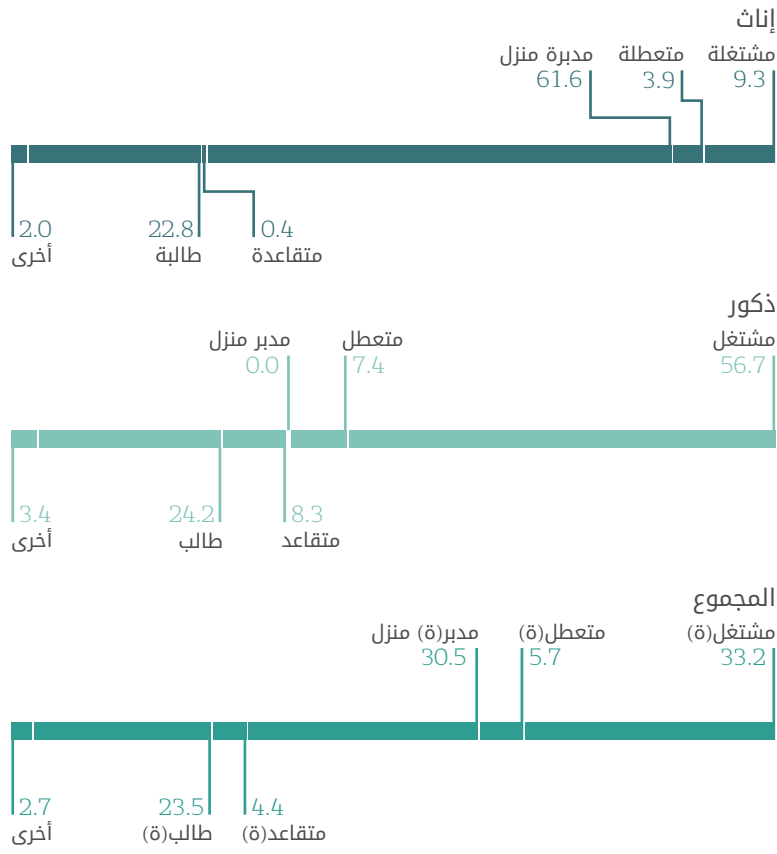 إناث
مشتغلة متعطلة مدبرة منزل
9.3 3.9 61.6
0.4 22.8 2.0
متقاعدة طالبة أخرى
ذكور
مشتغل متعطل مدبر منزل
56.7 7.4 0.0
8.3 24.2 3.4
متقاعد طالب أخرى
المجموع
مشتغل(ة) متعطل(ة) مدبر(ة) منزل
33.2 5.7 30.5
4.4 23.5 2.7
متقاعد(ة) طالب(ة) أخرى